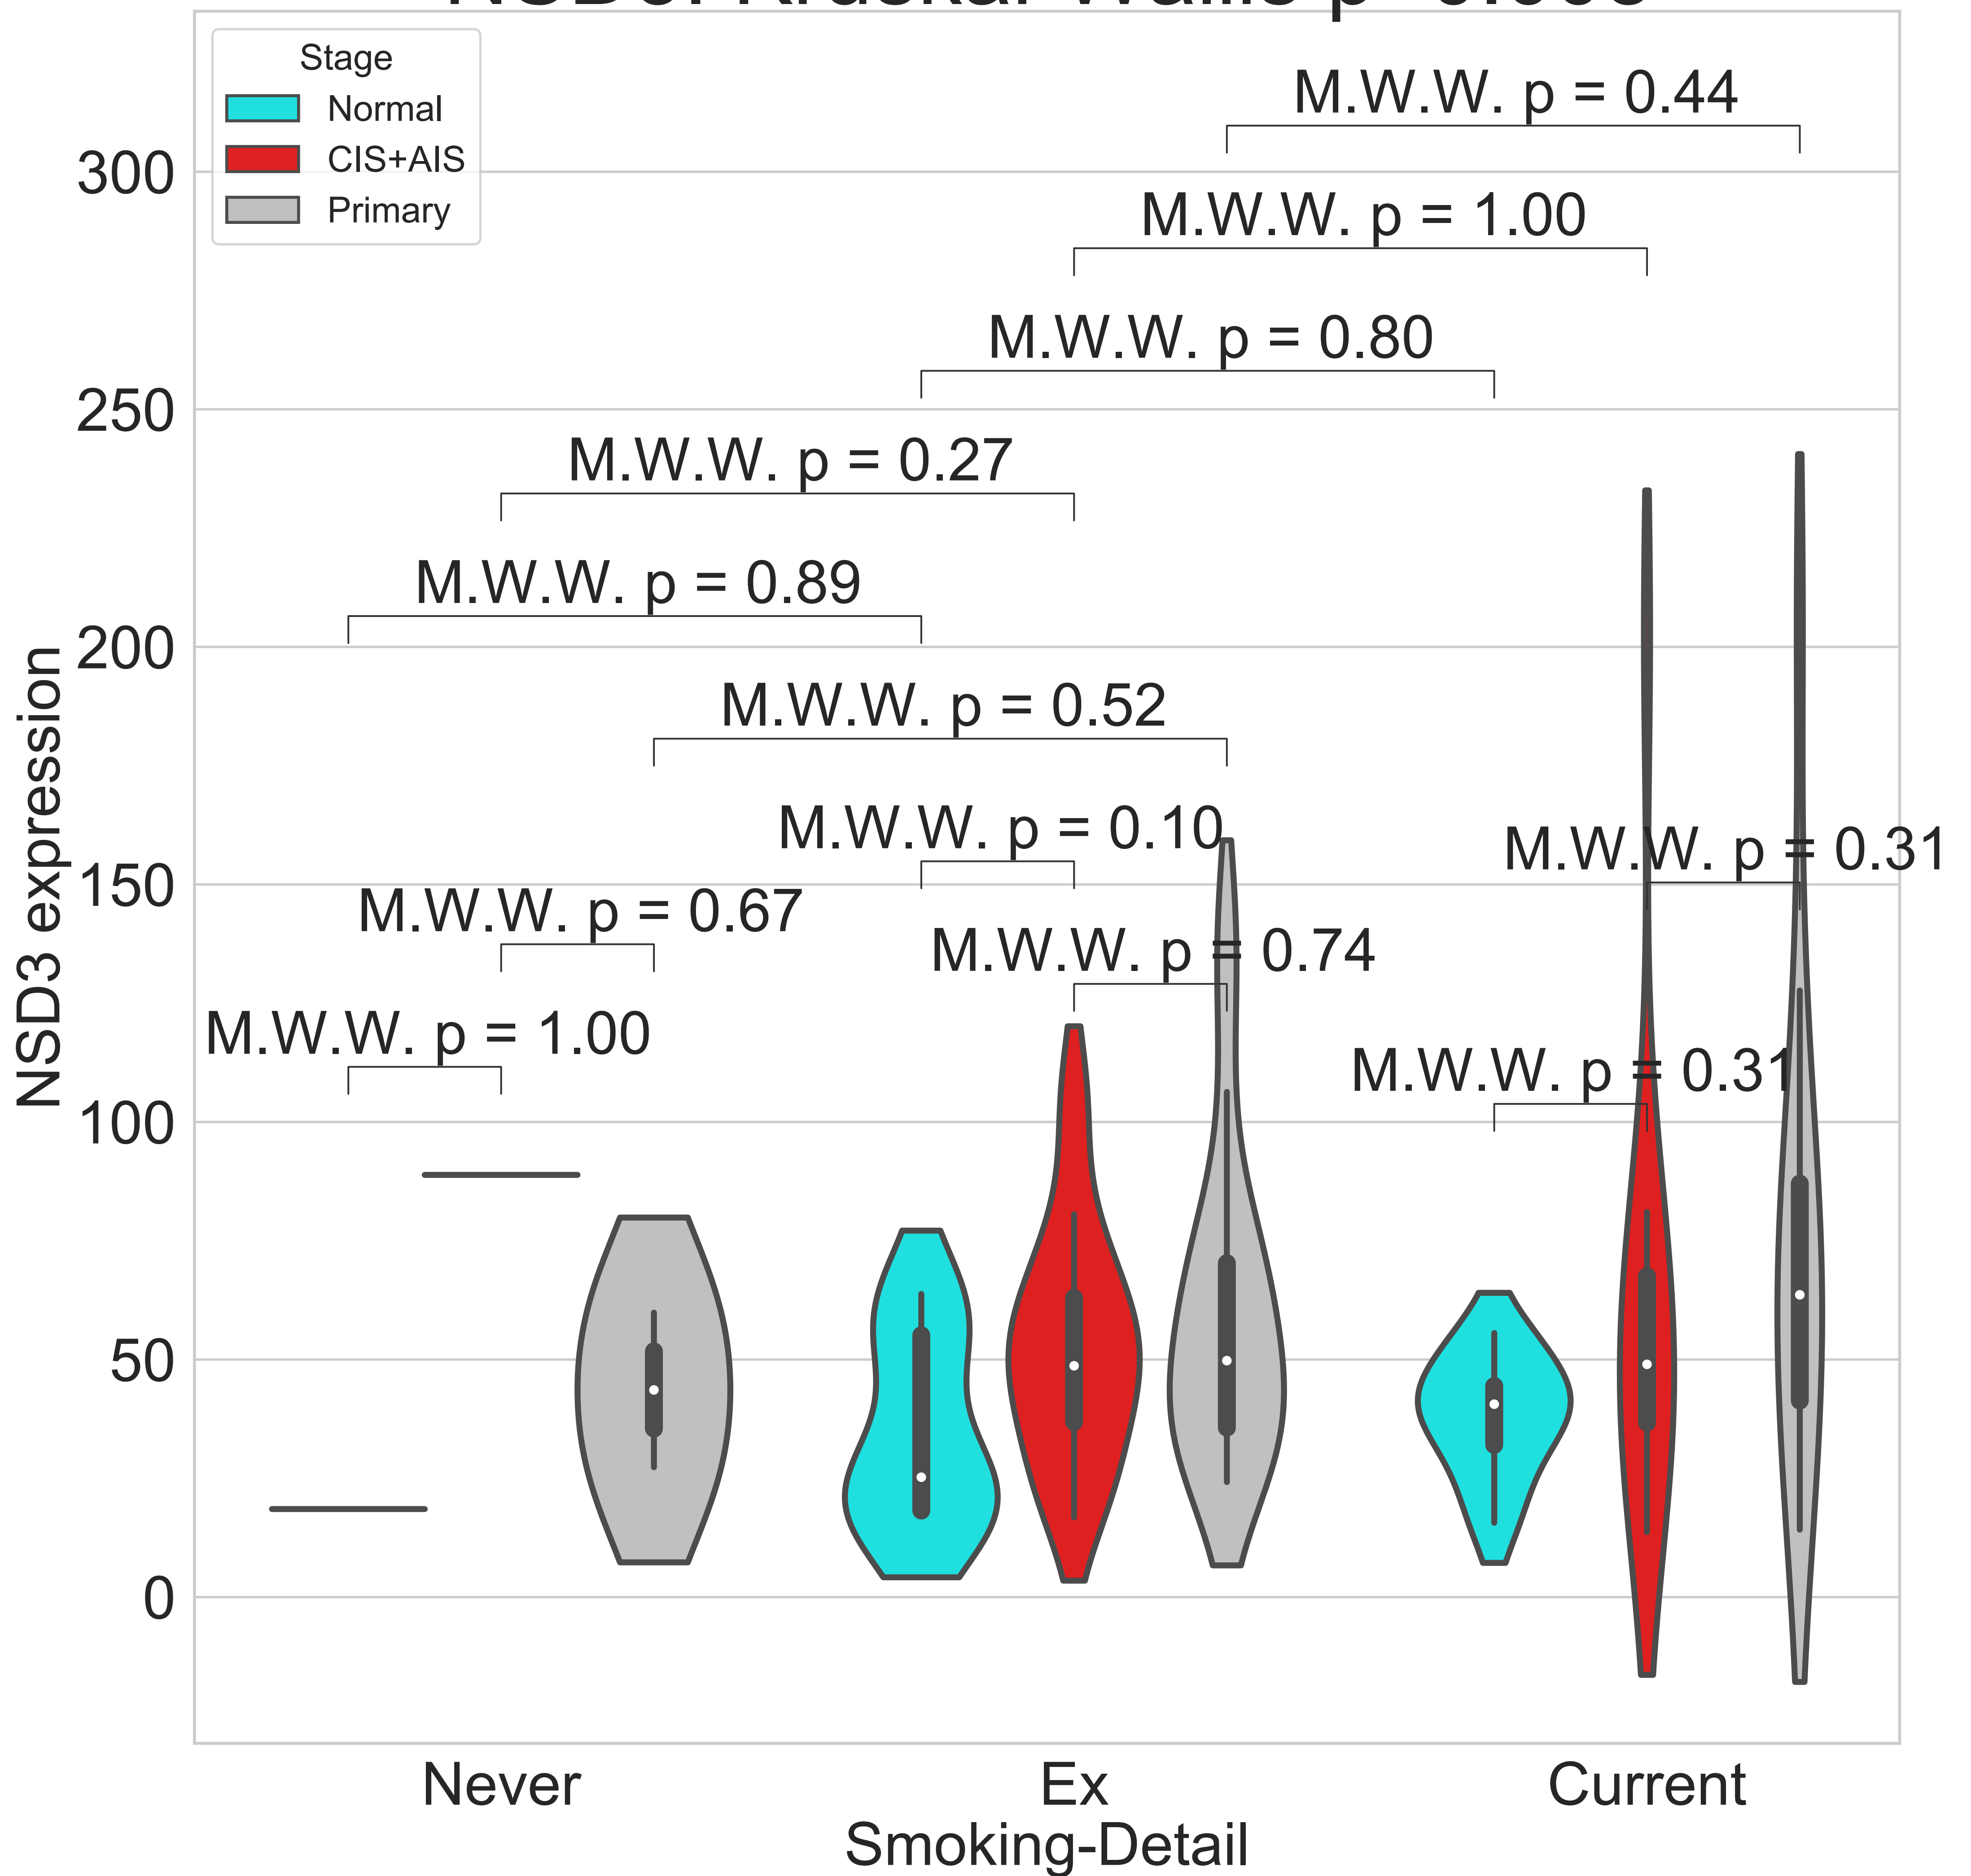 Stage
Normal
CIS+AIS
Primary
M.W.W. p = 0.44
M.W.W. p = 1.00
M.W.W. p = 0.80
M.W.W. p = 0.27
M.W.W. p = 0.89
M.W.W. p = 0.52
M.W.W. p = 0.10
M.W.W. p = 0.31
M.W.W. p = 0.67
M.W.W. p = 0.74
M.W.W. p = 1.00
M.W.W. p = 0.31
NSD3 expression
300
250
200
150
100
50
0
Never
Ex
Current
Smoking-Detail